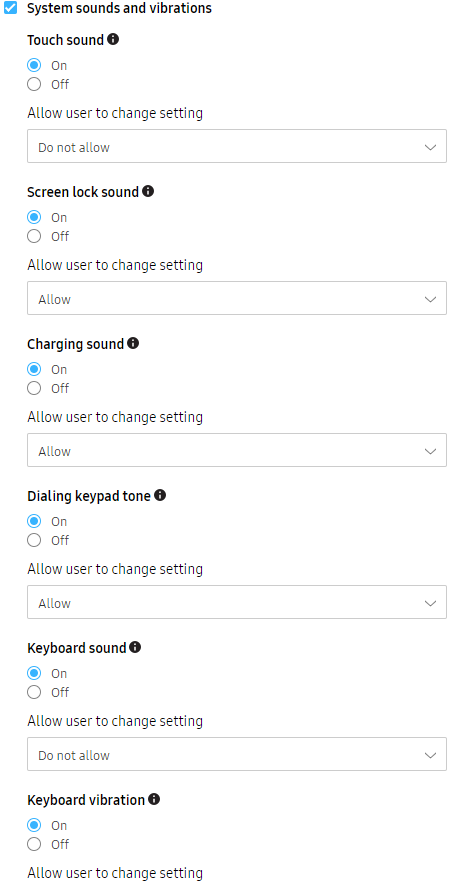 System sounds and vibrations
Touch sound
On
Off
Allow user to change setting
Do not allow
Screen lock sound
On
Off
Allow user to change setting
Allow
Charging sound
On
Off
Allow user to change setting
Allow
Dialing keypad tone
On
Off
Allow user to change setting
Allow
Keyboard sound
On
Off
Allow user to change setting
Do not allow
Keyboard vibration
On
Off
Allow user to change setting